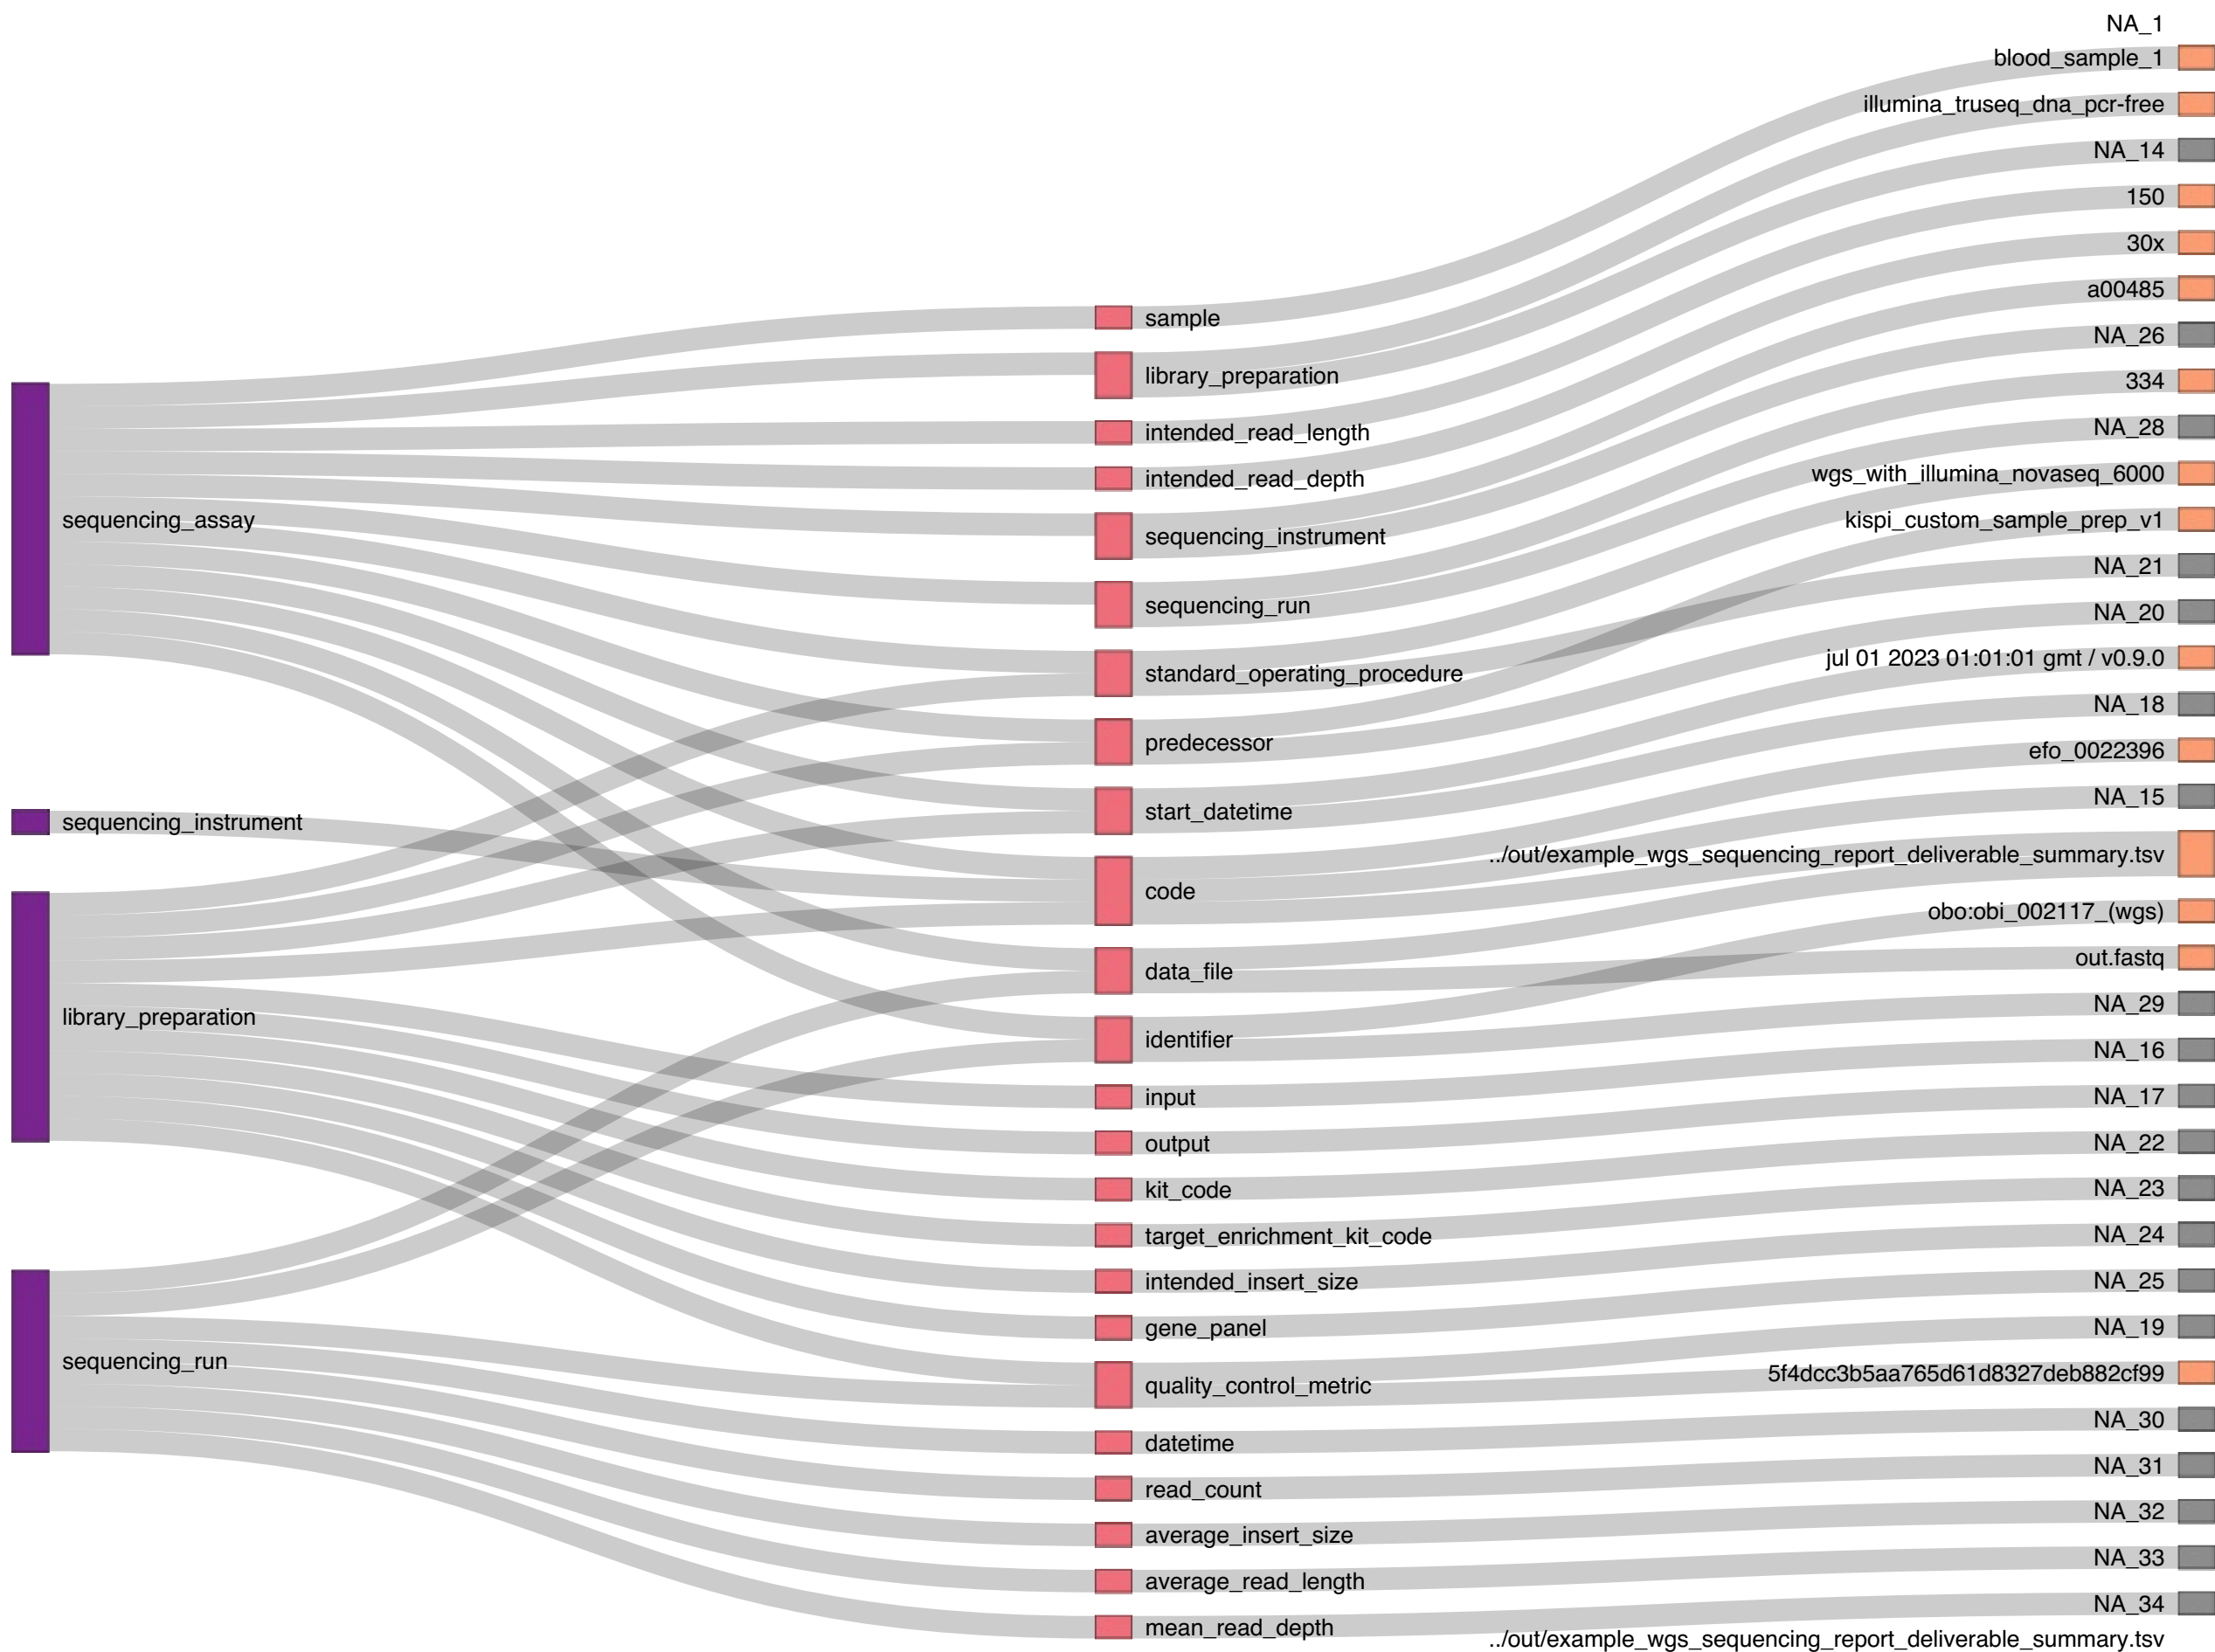 sequencing_assay
sequencing_instrument
library_preparation
sequencing_run
sample
library_preparation
intended_read_length
intended_read_depth
sequencing_instrument
sequencing_run
standard_operating_procedure
predecessor
start_datetime
code
data_file
identifier
input
output
kit_code
target_enrichment_kit_code
intended_insert_size
gene_panel
quality_control_metric
datetime
read_count
average_insert_size
average_read_length
mean_read_depth
NA_1
blood_sample_1
illumina_truseq_dna_pcr-free
NA_14
150
30x
a00485
NA_26
334
NA_28
wgs_with_illumina_novaseq_6000
kispi_custom_sample_prep_v1
NA_21
NA_20
jul 01 2023 01:01:01 gmt / v0.9.0
NA_18
efo_0022396
NA_15
../out/example_wgs_sequencing_report_deliverable_summary.tsv
obo:obi_002117_(wgs)
out.fastq
NA_29
NA_16
NA_17
NA_22
NA_23
NA_24
NA_25
NA_19
5f4dcc3b5aa765d61d8327deb882cf99
NA_30
NA_31
NA_32
NA_33
NA_34
../out/example_wgs_sequencing_report_deliverable_summary.tsv